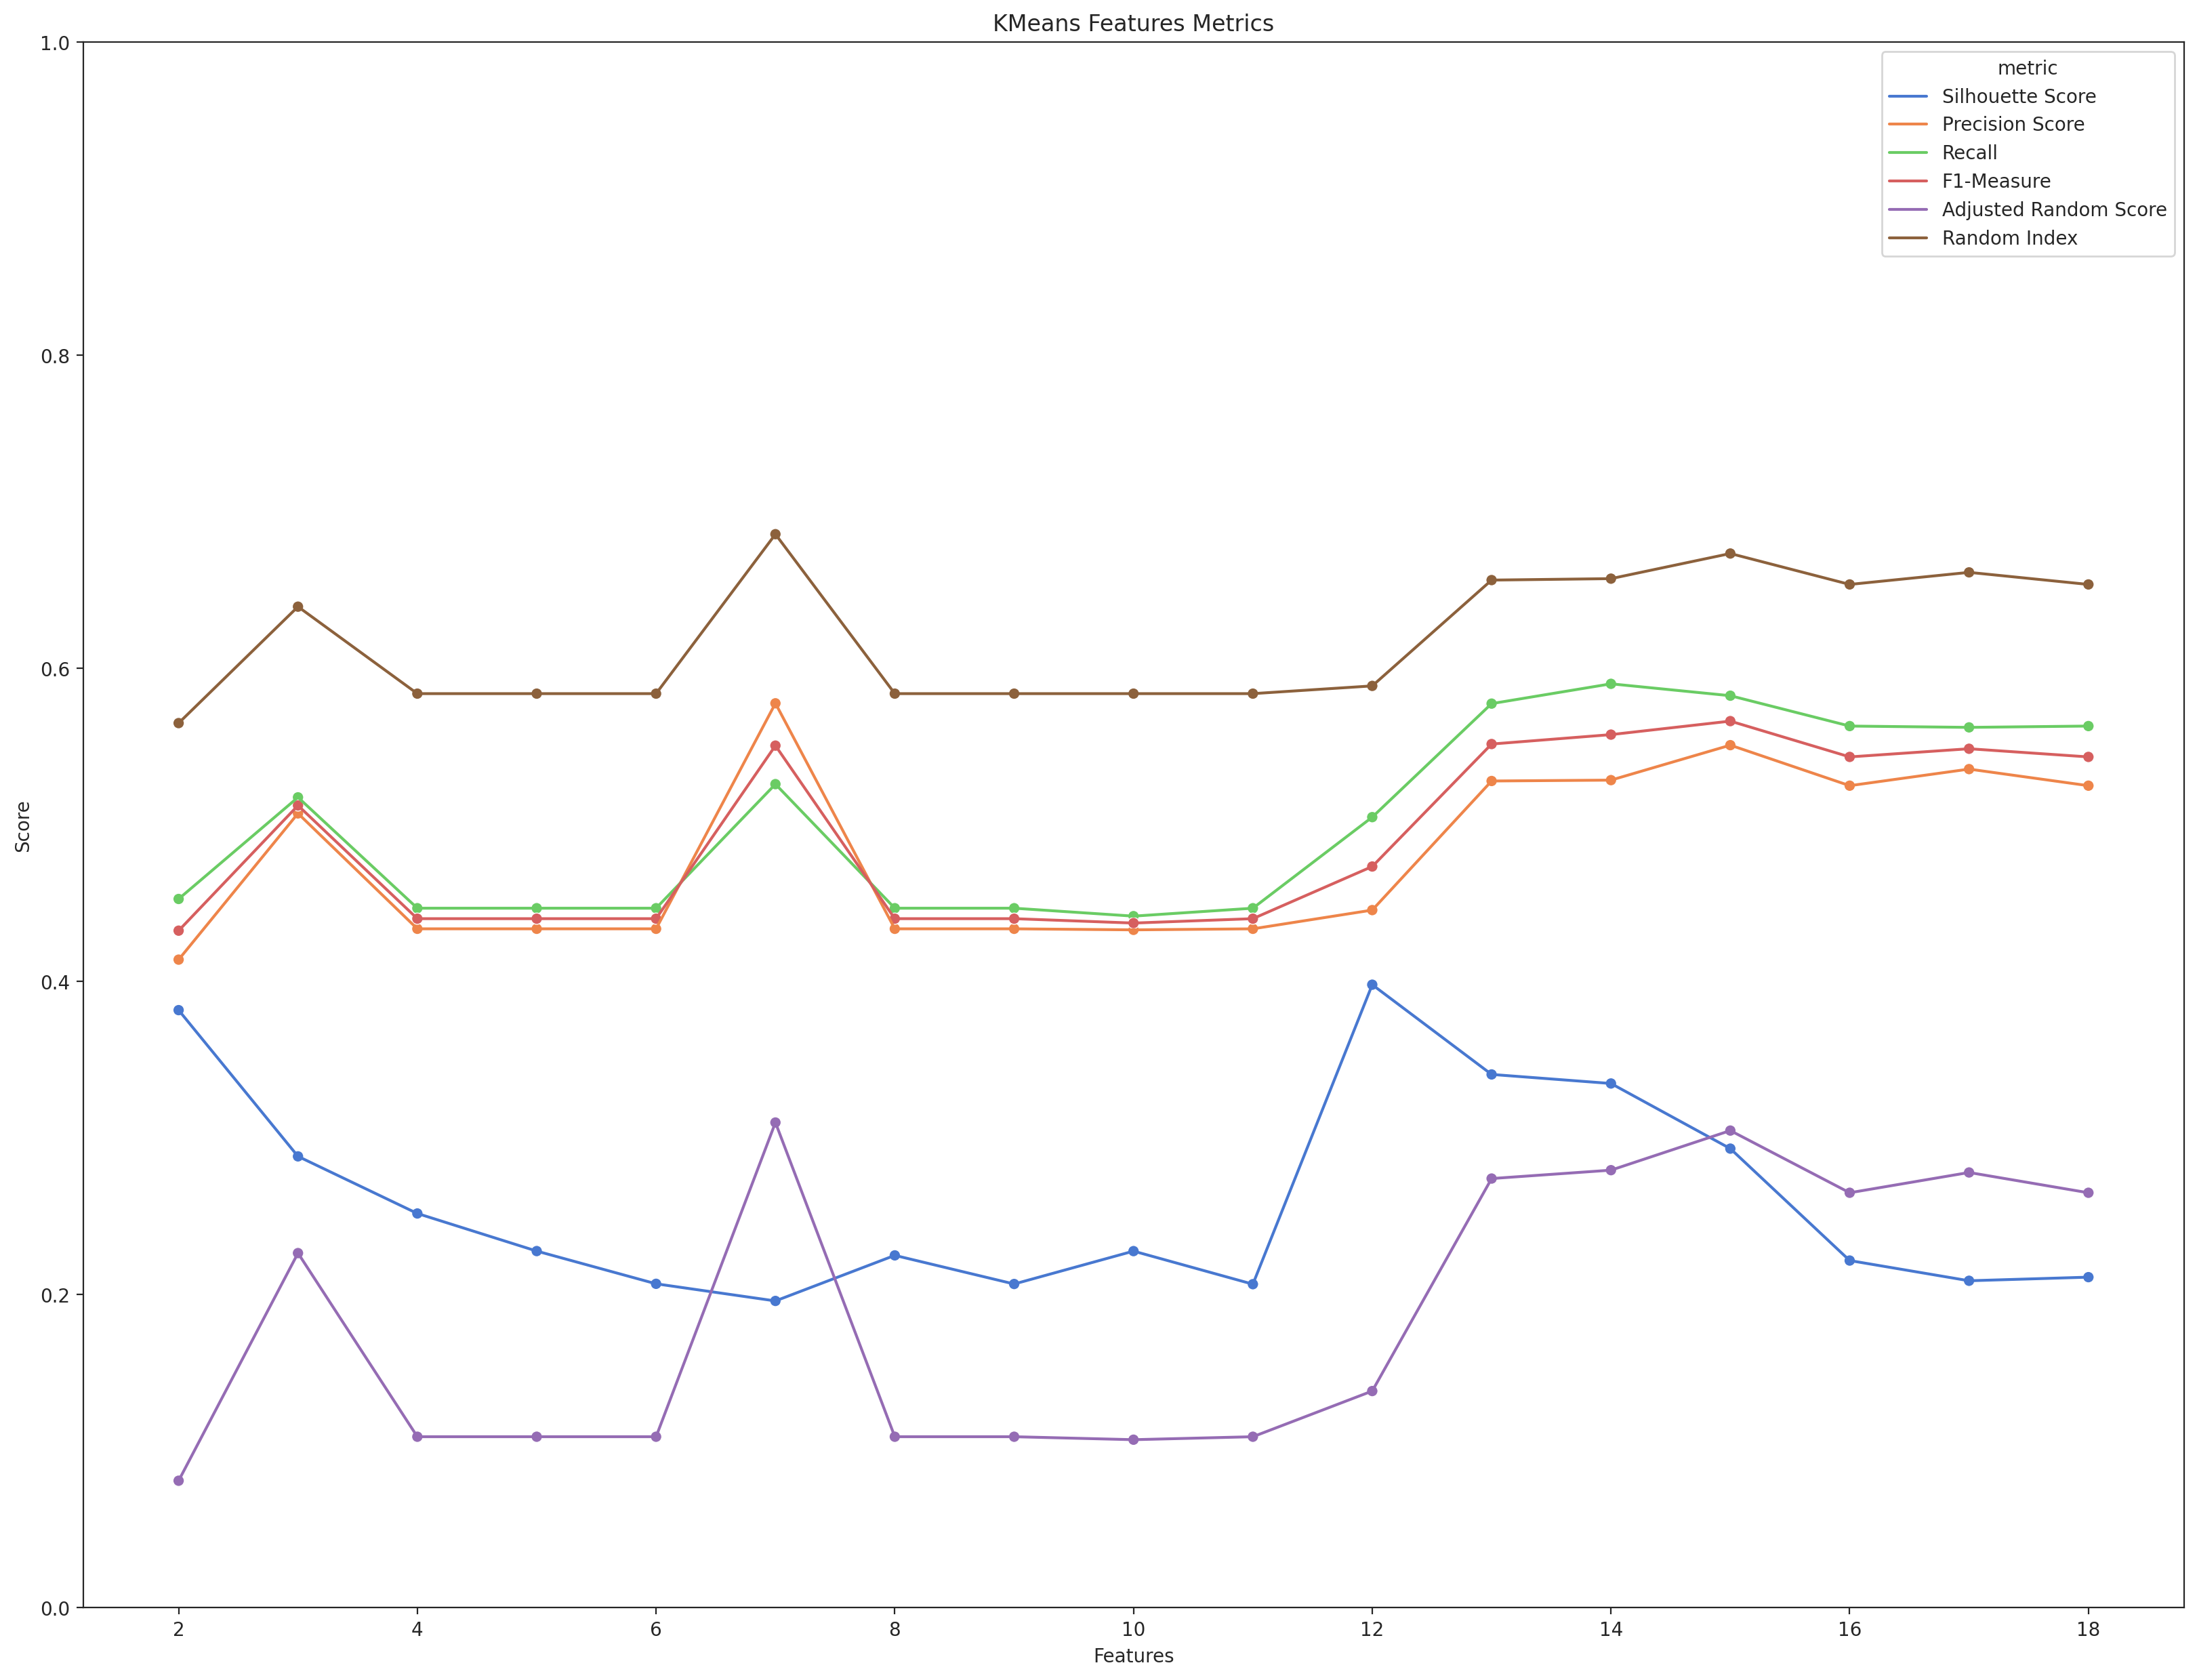 KMeans Features Metrics
metric
Silhouette Score
Precision Score
Recall
F1-Measure
Adjusted Random Score
Random Index
Score
1.0
0.8
0.6
0.4
0.2
0.0
2 4 6 8 10 12 14 16 18
Features